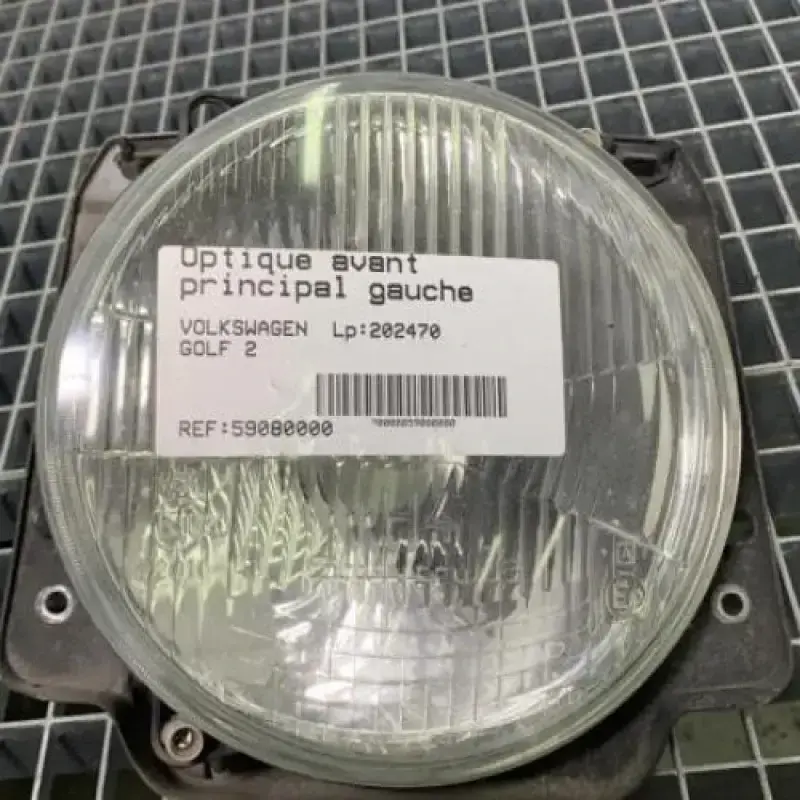 Optique avant
principal gauche
VOLKSWAGEN Lp:202470
GOLF 2
REF:59080000